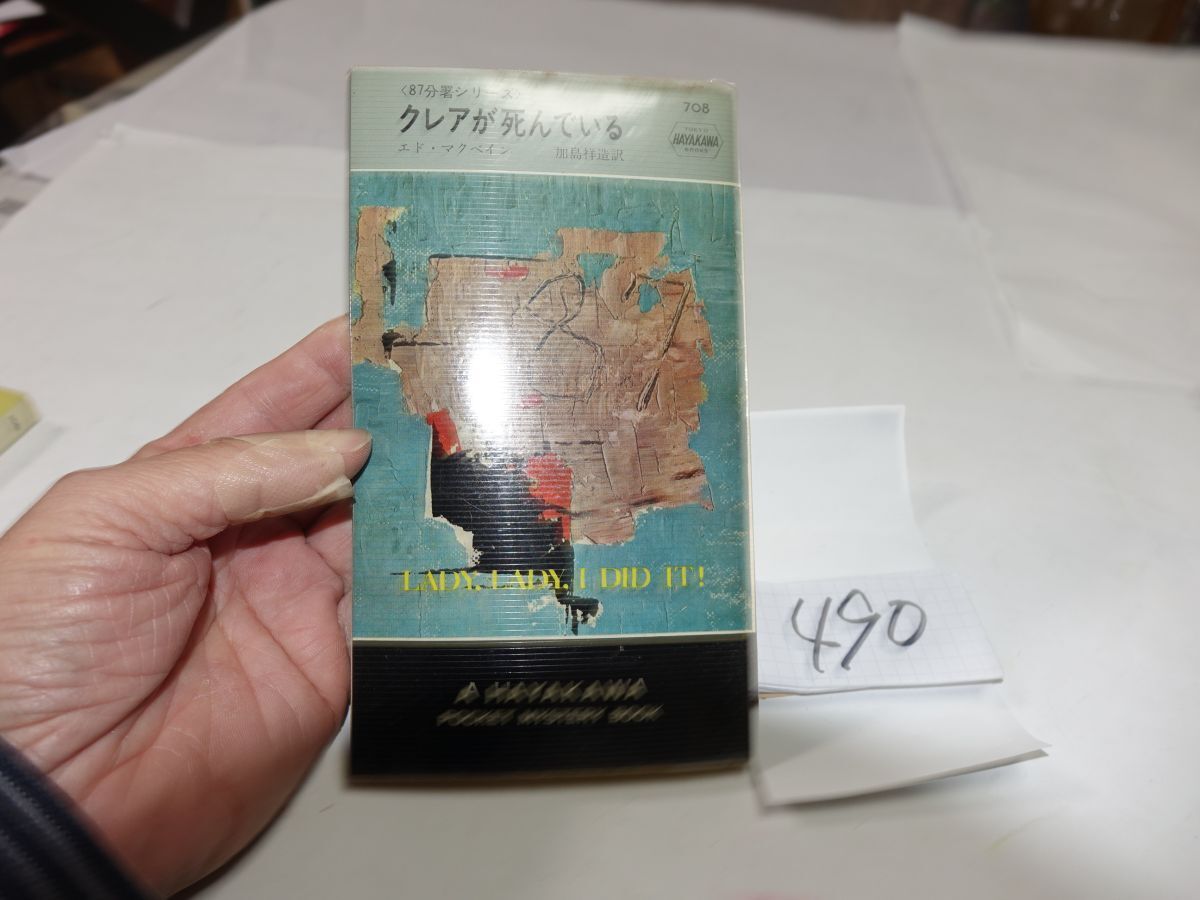 〈87分署シリーズ〉
708
クレアが死んでいる
TOKYO
HAYAKAWA
BOOKS
エド・マクベイン 加島祥造訳
LADY, LADY, I DID IT!
A HAYAKAWA
POCKET MYSTERY BOOK
490